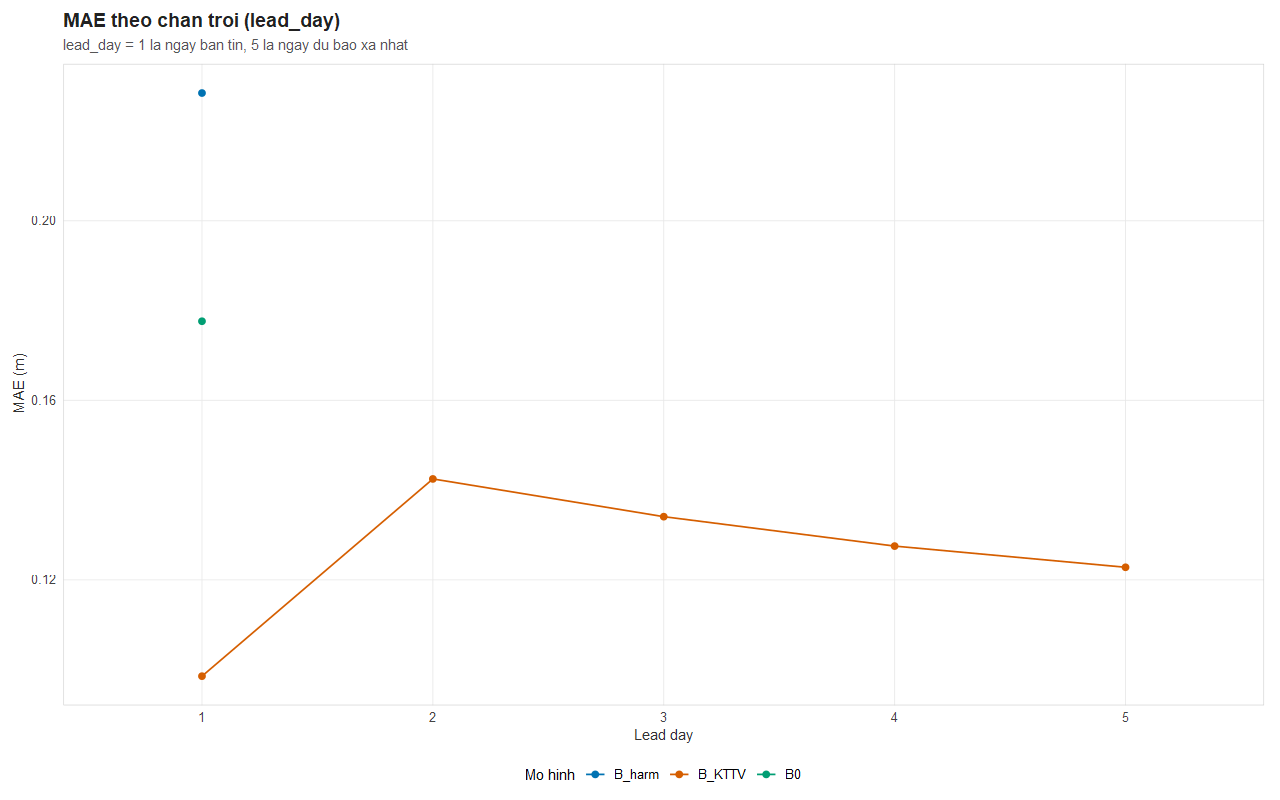 MAE theo chan troi (lead_day)
lead_day = 1 la ngay ban tin, 5 la ngay du bao xa nhat
MAE (m)
0.20
0.16
0.12
1 2 3 4 5
Lead day
Mo hinh B_harm B_KTTV B0